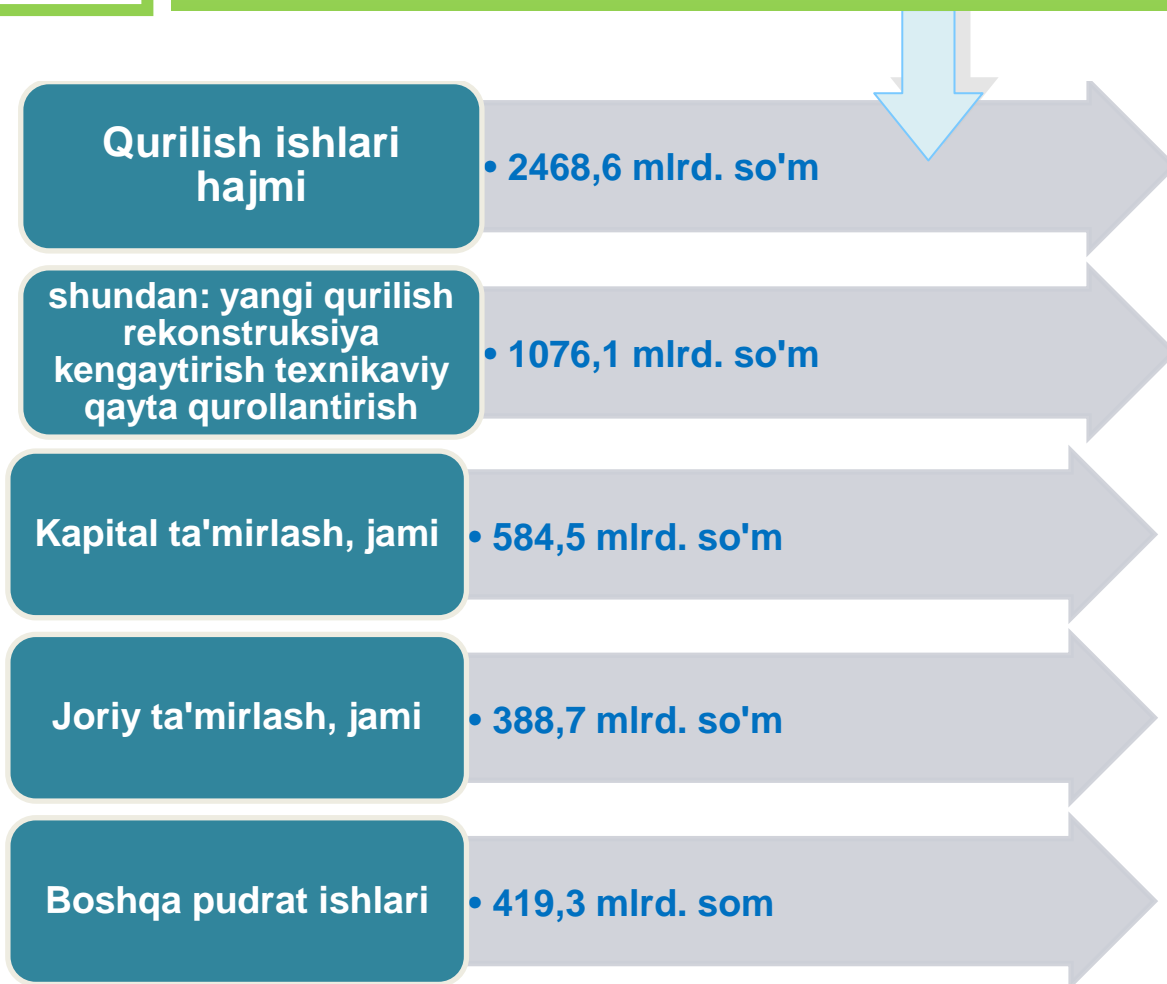 Qurilish ishlari
hajmi
• 2468,6 mlrd. so'm
shundan: yangi qurilish
rekonstruksiya
kengaytirish texnikaviy
qayta qurollantirish
• 1076,1 mlrd. so'm
Kapital ta'mirlash, jami
• 584,5 mlrd. so'm
Joriy ta'mirlash, jami
• 388,7 mlrd. so'm
Boshqa pudrat ishlari
• 419,3 mlrd. som